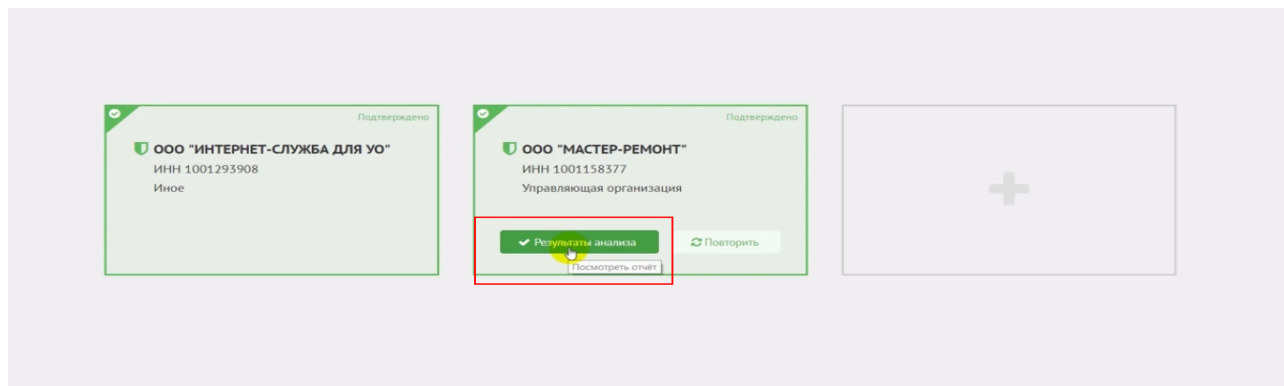 Подтверждено
ООО "ИНТЕРНЕТ-СЛУЖБА ДЛЯ УО"
ИНН 1001293908
Иное
Подтверждено
ООО "МАСТЕР-РЕМОНТ"
ИНН 1001158377
Управляющая организация
Результаты анализа
Повторить
Посмотреть отчёт